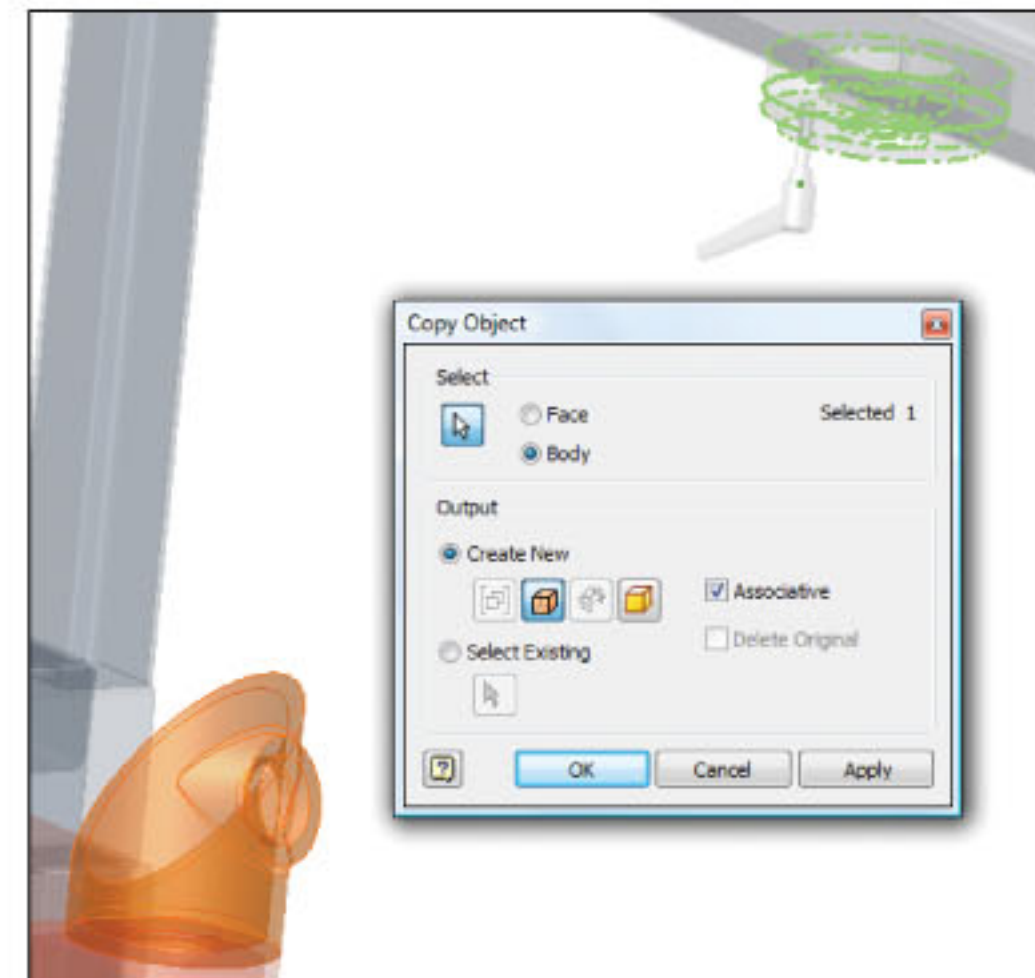 Copy Object
Select
Face
Selected 1
Body
Output
Create New
Associative
Delete Original
Select Existing
?
OK
Cancel
Apply